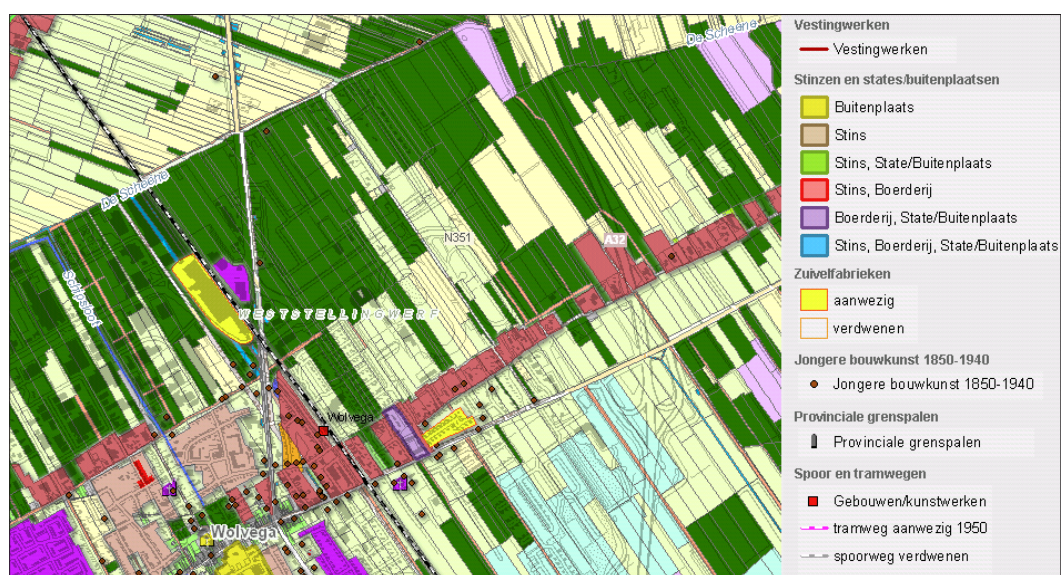 De Scheene
De Scheene
Schipsloot
N351
A32
WESTSTELLINGWERF
Wolvega
Wolvega
Vestingwerken
Vestingwerken
Stinzen en states/buitenplaatsen
Buitenplaats
Stins
Stins, State/Buitenplaats
Stins, Boerderij
Boerderij, State/Buitenplaats
Stins, Boerderij, State/Buitenplaats
Zuivelfabrieken
aanwezig
verdwenen
Jongere bouwkunst 1850-1940
Jongere bouwkunst 1850-1940
Provinciale grenspalen
Provinciale grenspalen
Spoor en tramwegen
Gebouwen/kunstwerken
tramweg aanwezig 1950
spoorweg verdwenen